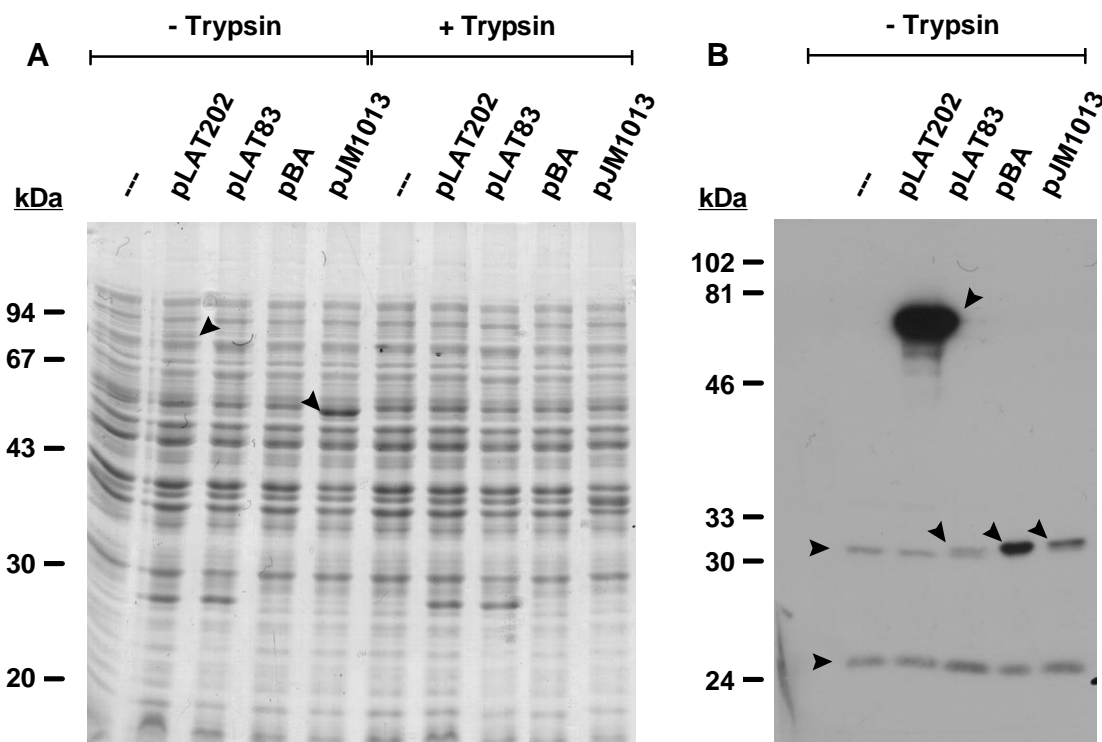 A
- Trypsin
+ Trypsin
---
pLAT202
pLAT83
pBA
pJM1013
---
pLAT202
pLAT83
pBA
pJM1013
kDa
94
67
43
30
20
B
- Trypsin
---
pLAT202
pLAT83
pBA
pJM1013
kDa
102
81
46
33
30
24